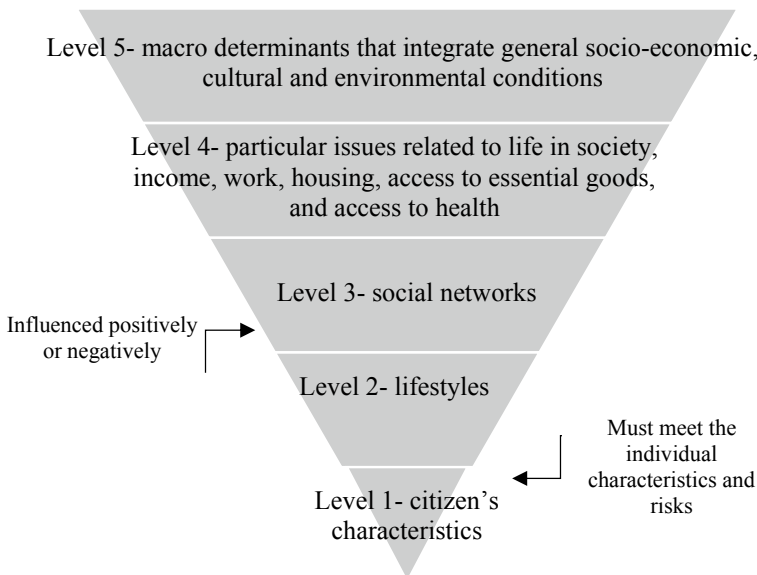 Level 5- macro determinants that integrate general socio-economic,
cultural and environmental conditions
Level 4- particular issues related to life in society,
income, work, housing, access to essential goods,
and access to health
Level 3- social networks
Influenced positively
or negatively
Level 2- lifestyles
Must meet the
individual
characteristics and
risks
Level 1- citizen's
characteristics